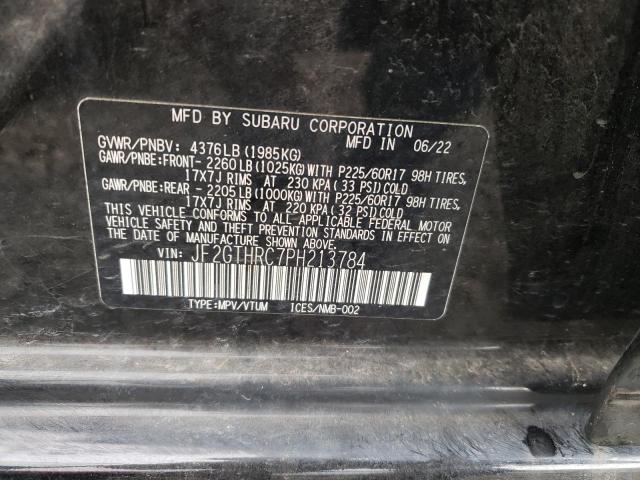 MFD BY SUBARU CORPORATION
GVWR/PNBV: 4376LB(1985KG) MFD IN 06/22
GAWR/PNBE:FRONT- 2260LB(1025KG)WITH P225/60R17 98H TIRES,
17X7J RIMS AT 230 KPA(33 PSI)COLD
GAWR/PNBE:REAR - 2205LB(1000KG)WITH P225/60R17 98H TIRES,
17X7J RIMS AT 220 KPA(32 PSI)COLD
THIS VEHICLE CONFORMS TO ALL APPLICABLE FEDERAL MOTOR
VEHICLE SAFETY AND THEFT PREVENTION STANDARDS IN
EFFECT ON THE DATE OF MANUFACTURE SHOWN ABOVE.
VIN: JF2GTHRC7PH213784
TYPE:MPV/VTUM ICES/NMB-002